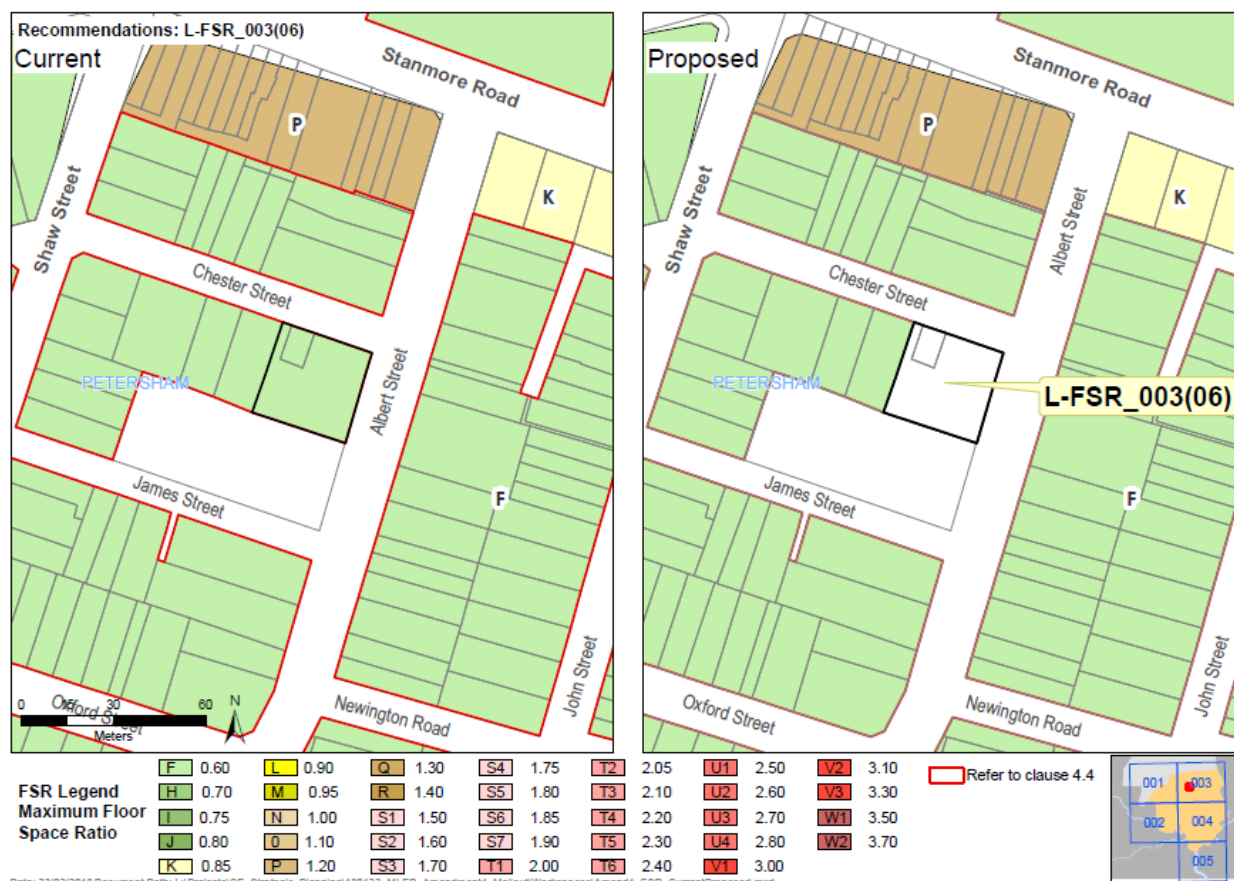 Recommendations: L-FSR_003(06)
Current
Stanmore Road
P
K
Shaw Street
Chester Street
PETERSHAM
Albert Street
James Street
F
John Street
Oxford Street
Newington Road
0 15 30 60
Meters
N
Proposed
Stanmore Road
P
K
Albert Street
Shaw Street
Chester Street
PETERSHAM
L-FSR_003(06)
James Street
F
John Street
Oxford Street
Newington Road
FSR Legend
Maximum Floor
Space Ratio
F 0.60
H 0.70
I 0.75
J 0.80
K 0.85
L 0.90
M 0.95
N 1.00
0 1.10
P 1.20
Q 1.30
R 1.40
S1 1.50
S2 1.60
S3 1.70
S4 1.75
S5 1.80
S6 1.85
S7 1.90
T1 2.00
T2 2.05
T3 2.10
T4 2.20
T5 2.30
T6 2.40
U1 2.50
U2 2.60
U3 2.70
U4 2.80
V1 3.00
V2 3.10
V3 3.30
W1 3.50
W2 3.70
Refer to clause 4.4
001 003
002 004
005